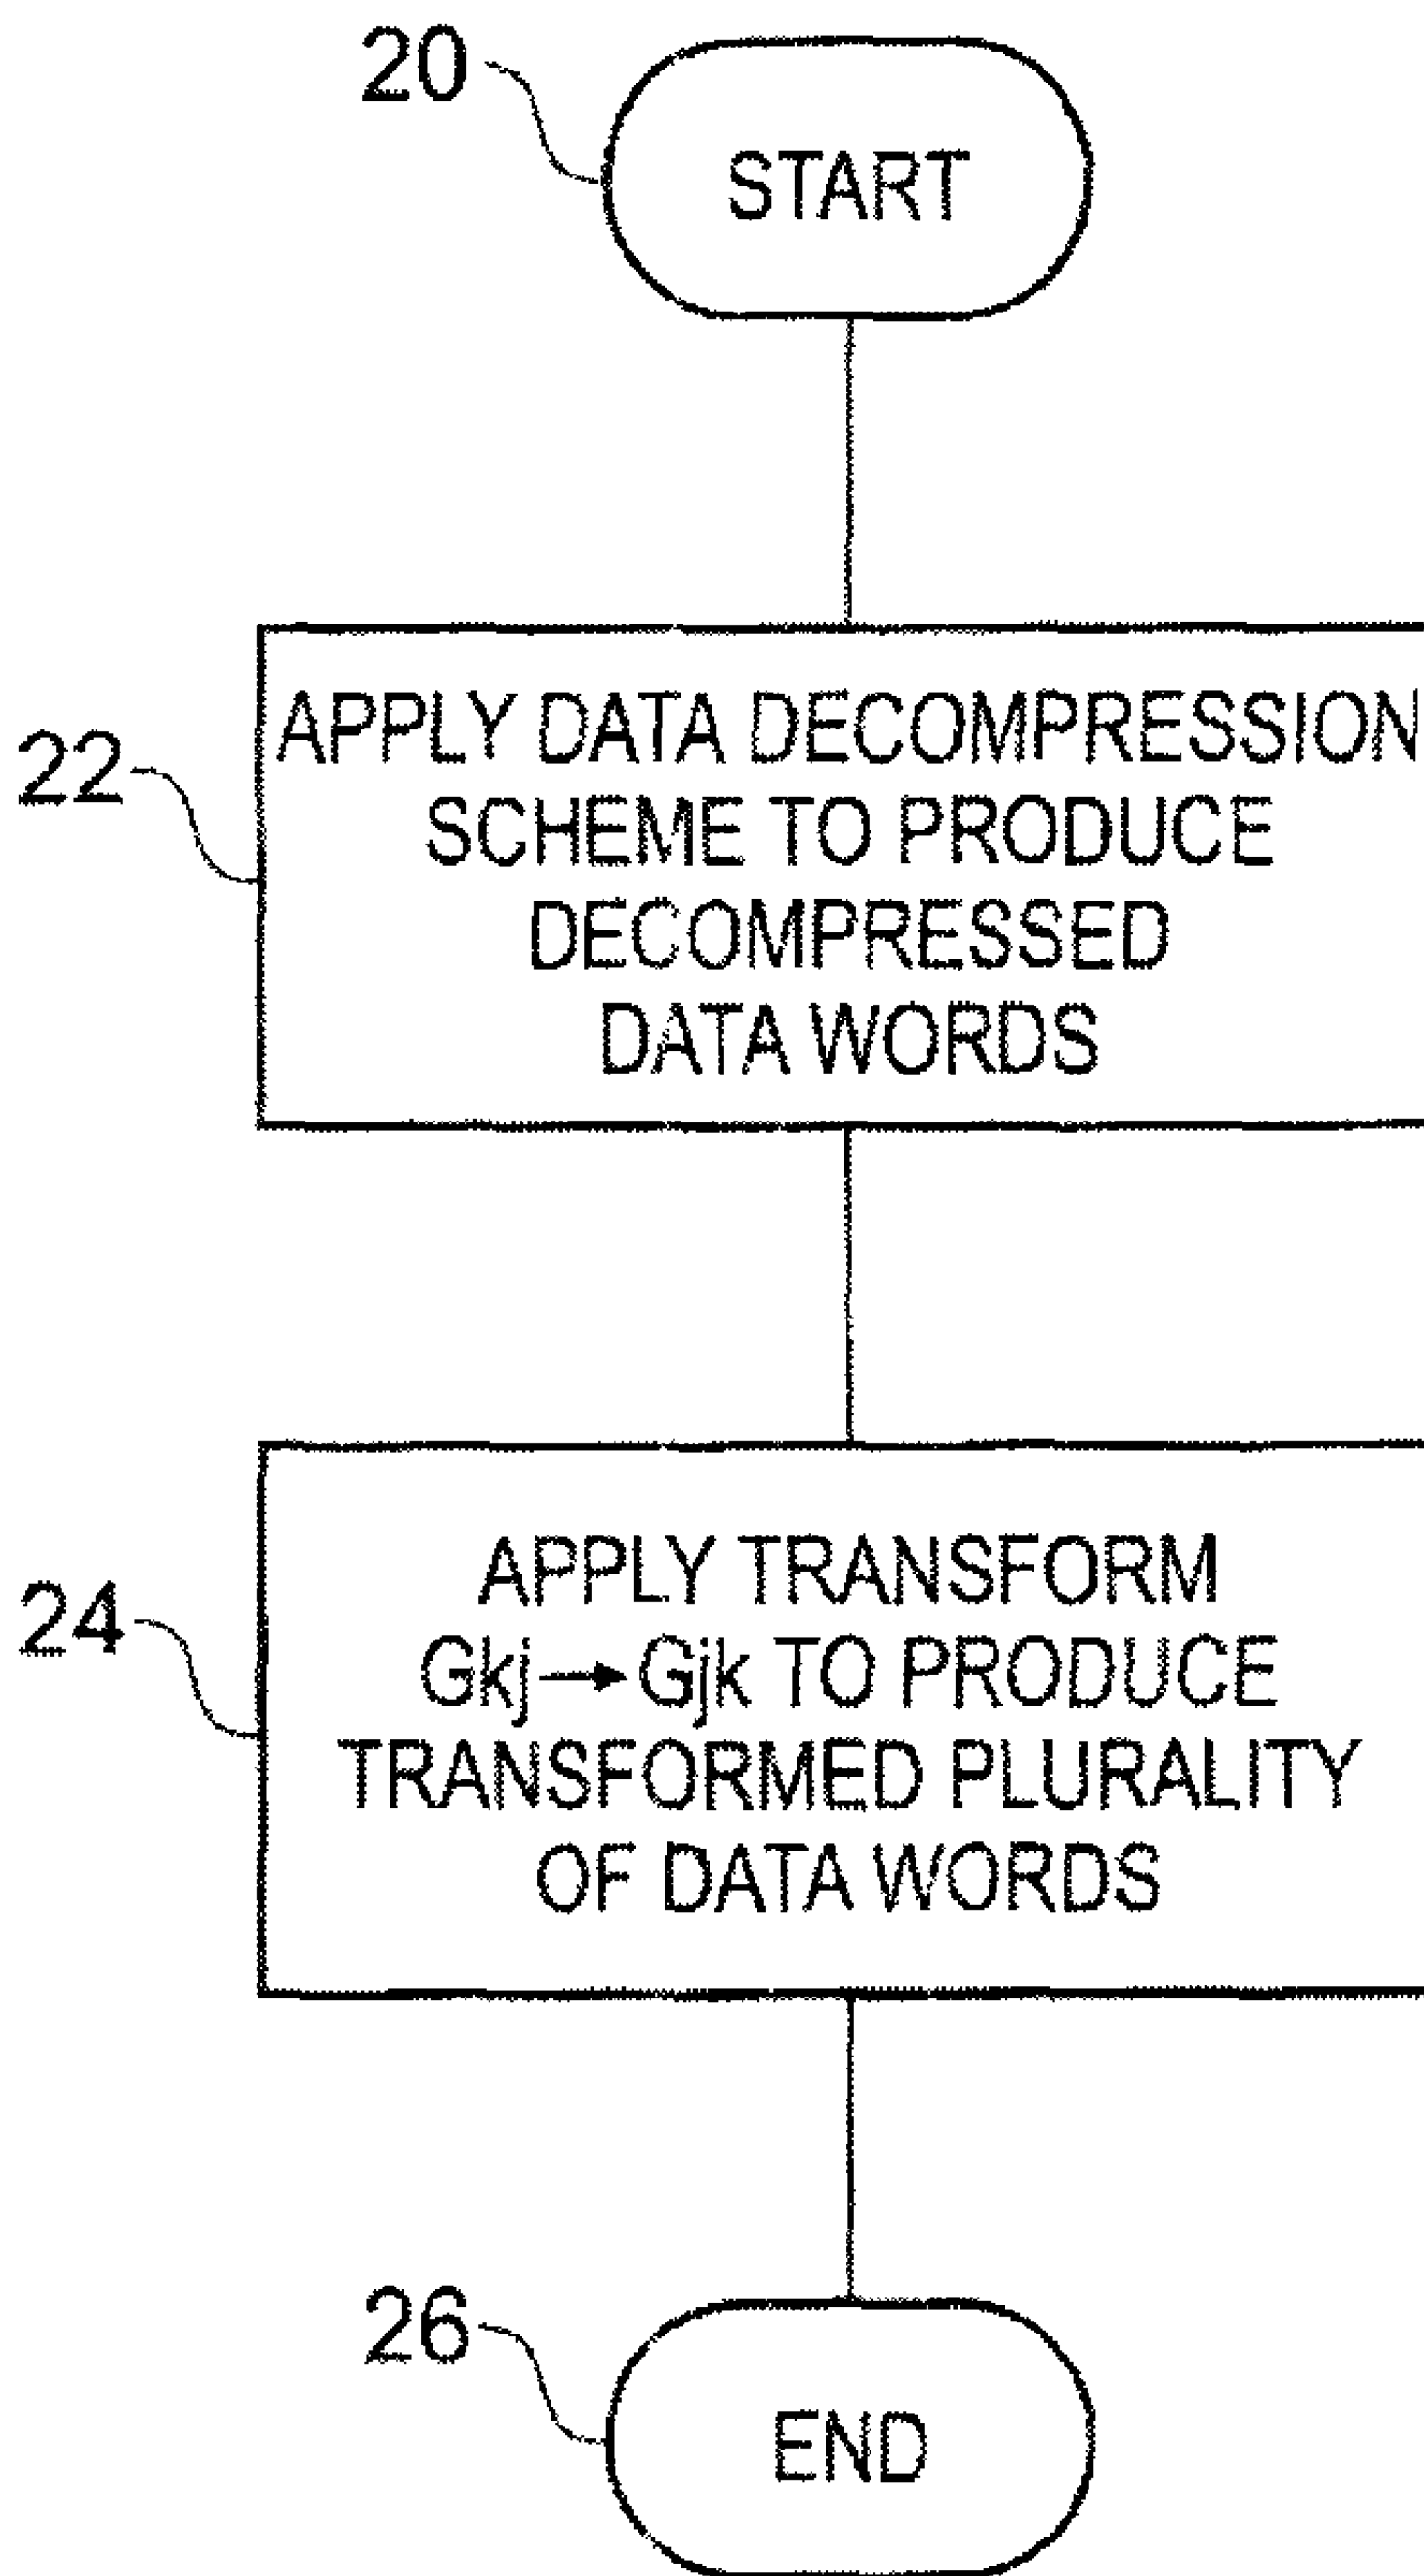 20
START
22
APPLY DATA DECOMPRESSION
SCHEME TO PRODUCE
DECOMPRESSED
DATA WORDS
24
APPLY TRANSFORM
Gkj→Gjk TO PRODUCE
TRANSFORMED PLURALITY
OF DATA WORDS
26
END